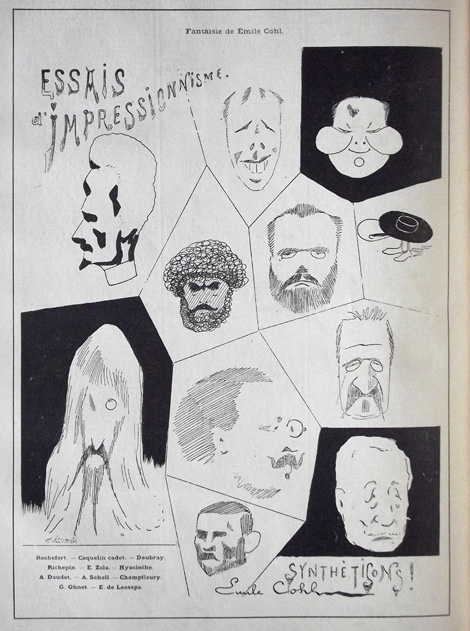 Fantaisie de Emile Cohl.
ESSAIS
d'IMPRESSIONNISME.
Rochefort. — Coquelin cadet. — Daubray.
Richepin. — E. Zola. — Hyacinthe.
A. Daudet. — A. Scholl. — Champfleury.
G. Ohnet. — E. de Lesseps.
SYNTHÈTIÇON'S!
Emile Cohl